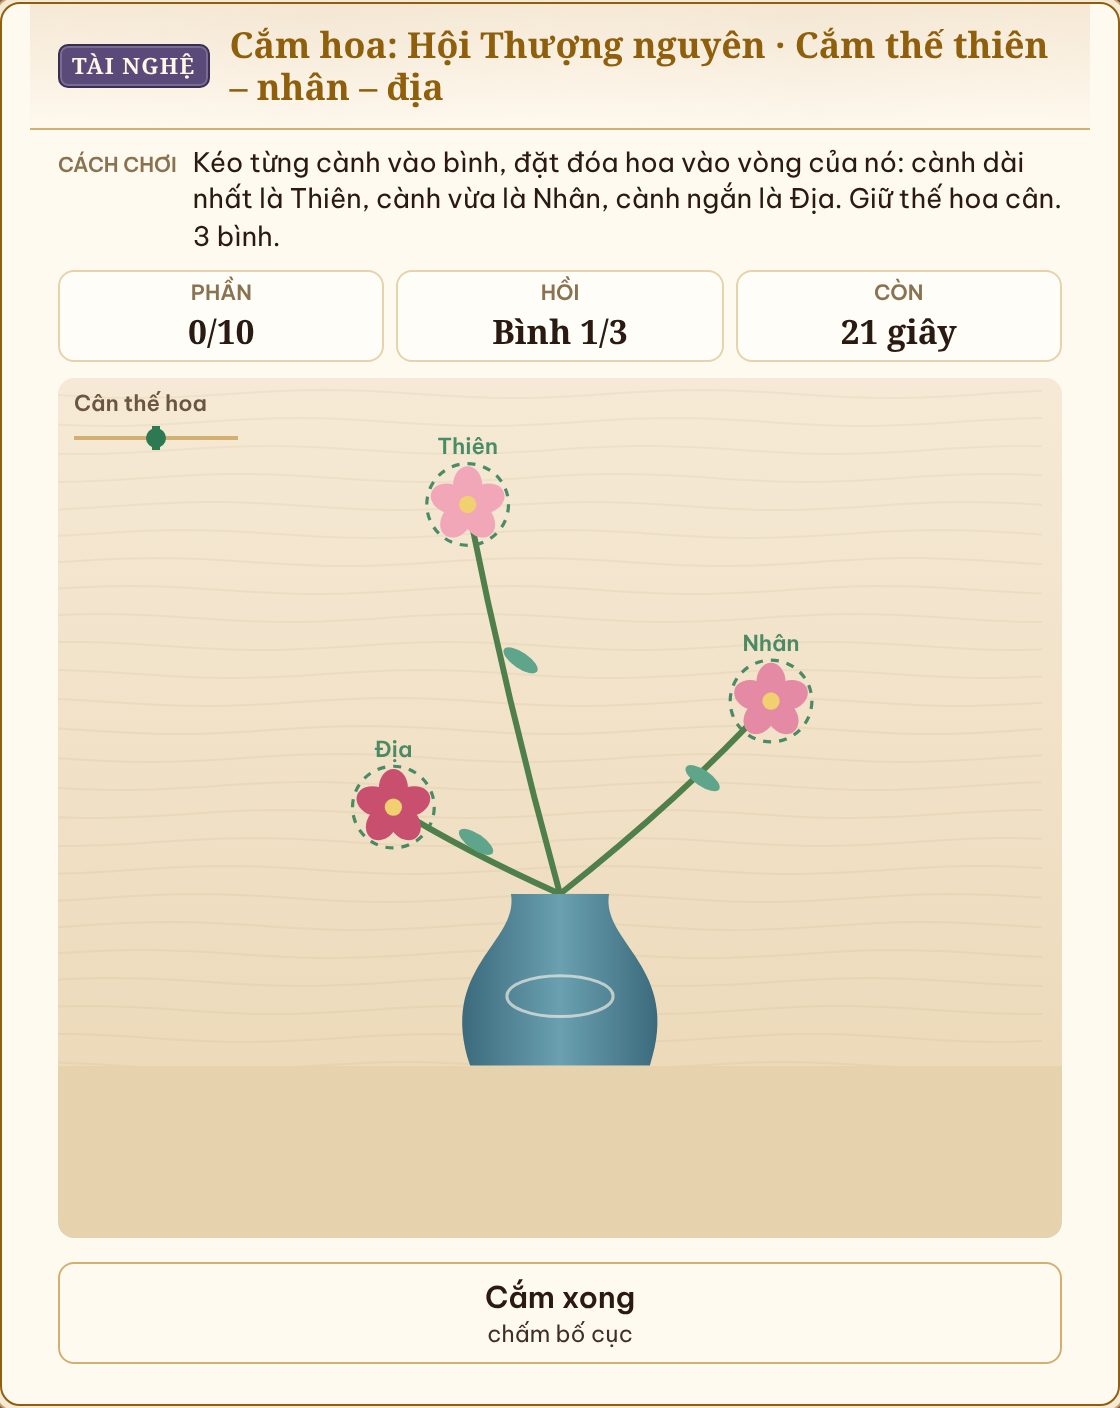 TÀI NGHỆ
Cắm hoa: Hội Thượng nguyên · Cắm thế thiên
– nhân – địa
CÁCH CHƠI
Kéo từng cành vào bình, đặt đóa hoa vào vòng của nó: cành dài
nhất là Thiên, cành vừa là Nhân, cành ngắn là Địa. Giữ thế hoa cân.
3 bình.
PHẦN
0/10
HỒI
Bình 1/3
CÒN
21 giây
Cân thế hoa
Thiên
Nhân
Địa
Cắm xong
chấm bố cục